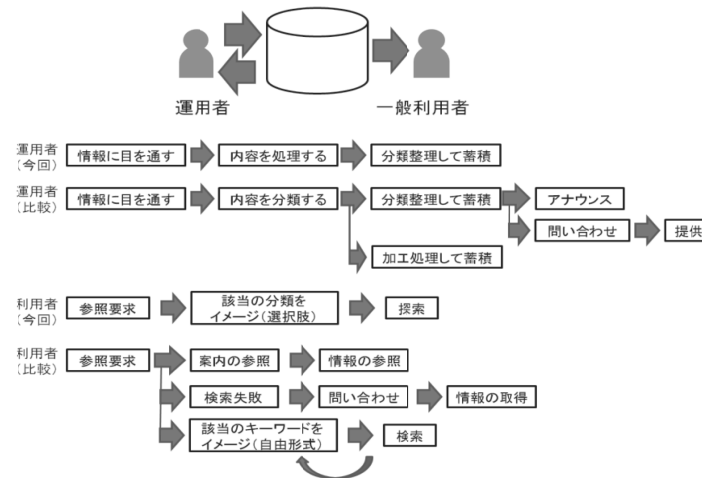 運用者
一般利用者
運用者
（今回）
情報に目を通す
内容を処理する
分類整理して蓄積
運用者
（比較）
情報に目を通す
内容を分類する
分類整理して蓄積
アナウンス
問い合わせ
提供
加工処理して蓄積
利用者
（今回）
参照要求
該当の分類を
イメージ（選択肢）
探索
利用者
（比較）
参照要求
案内の参照
情報の参照
検索失敗
問い合わせ
情報の取得
該当のキーワードを
イメージ（自由形式）
検索